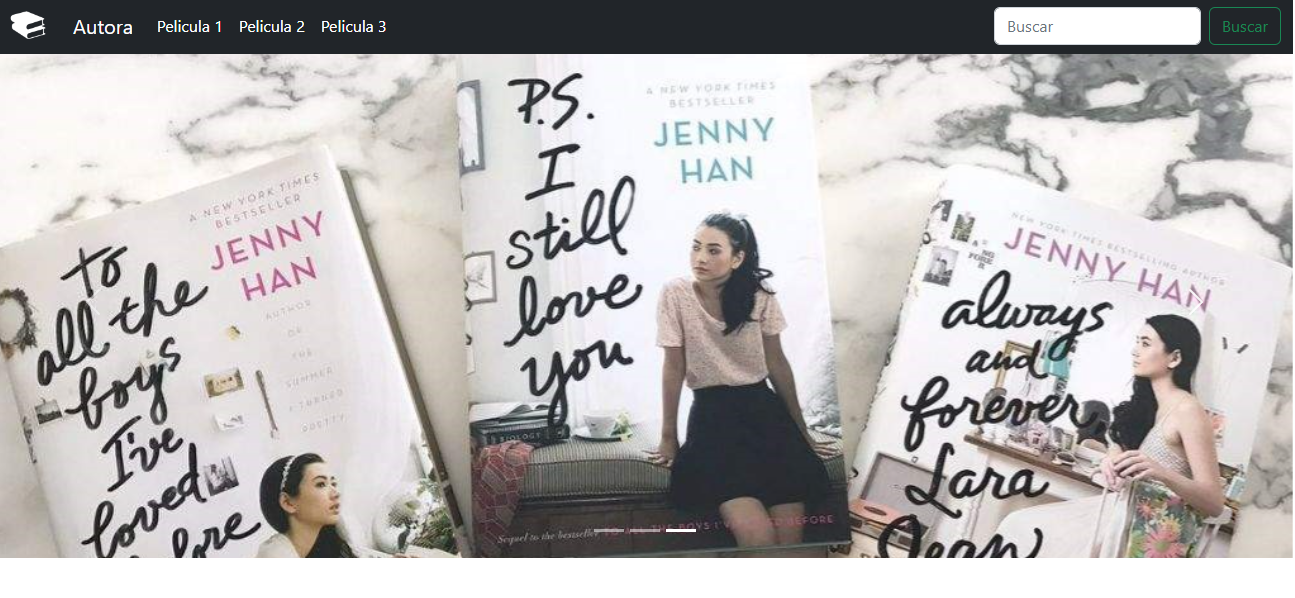 Autora Pelicula 1 Pelicula 2 Pelicula 3 Buscar Buscar
A NEW YORK TIMES
BESTSELLER
JENNY
HAN
AUTHOR
OF
THE
SUMMER
I TURNED
PRETTY
to
all the
boys
I've
loved
P.S.
I
still
love
you
A NEW YORK TIMES
BESTSELLER
JENNY
HAN
BIOLOGY
Sequel to the bestseller TO ALL THE BOYS I'VE LOVED BEFORE
NEW YORK TIMES BESTSELLING AUTHOR
JENNY HAN
always
and
forever,
Lara
Jean